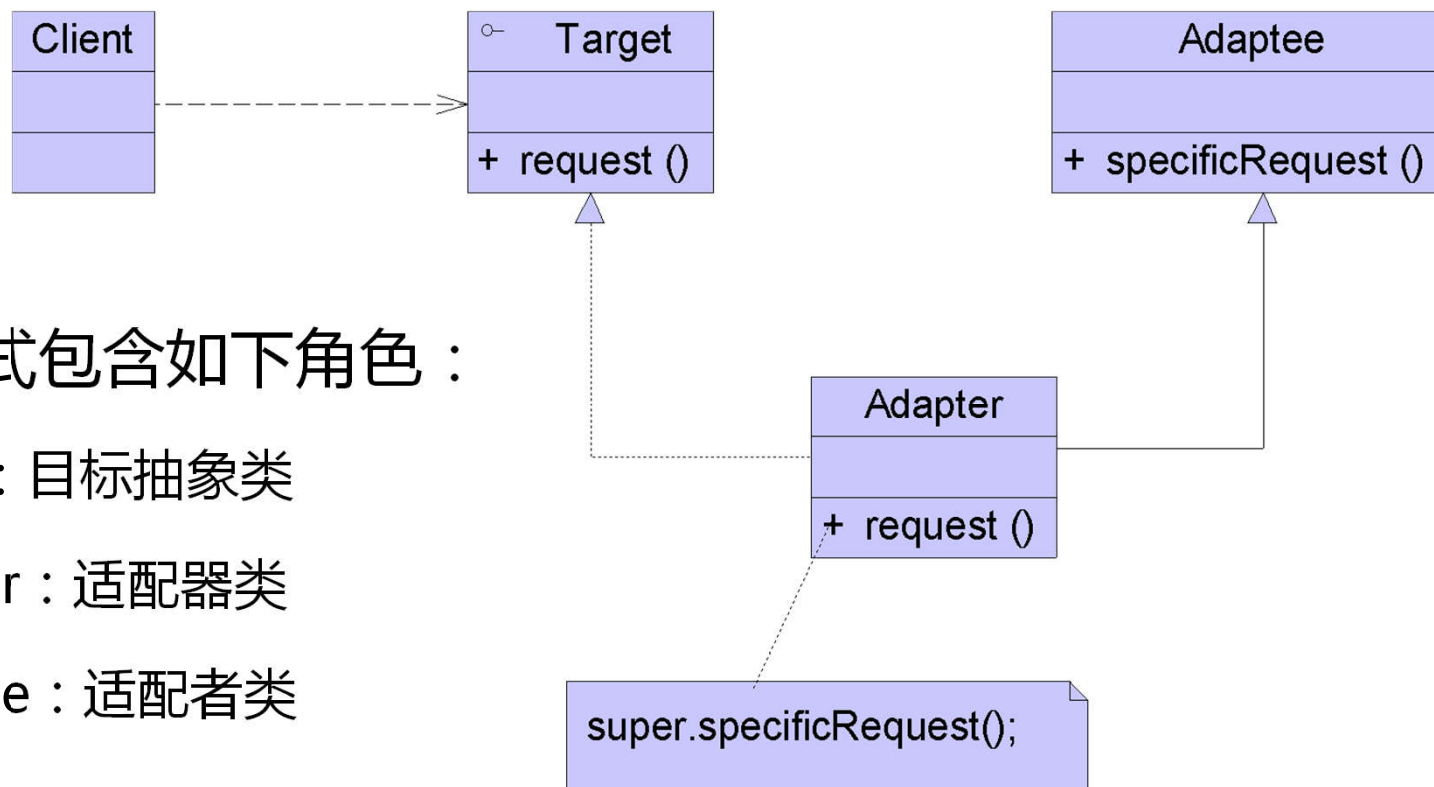 Client
Target
Adaptee
+ request ()
+ specificRequest ()
式包含如下角色：
：目标抽象类
Adapter
+ request ()
r：适配器类
e：适配者类
super.specificRequest();